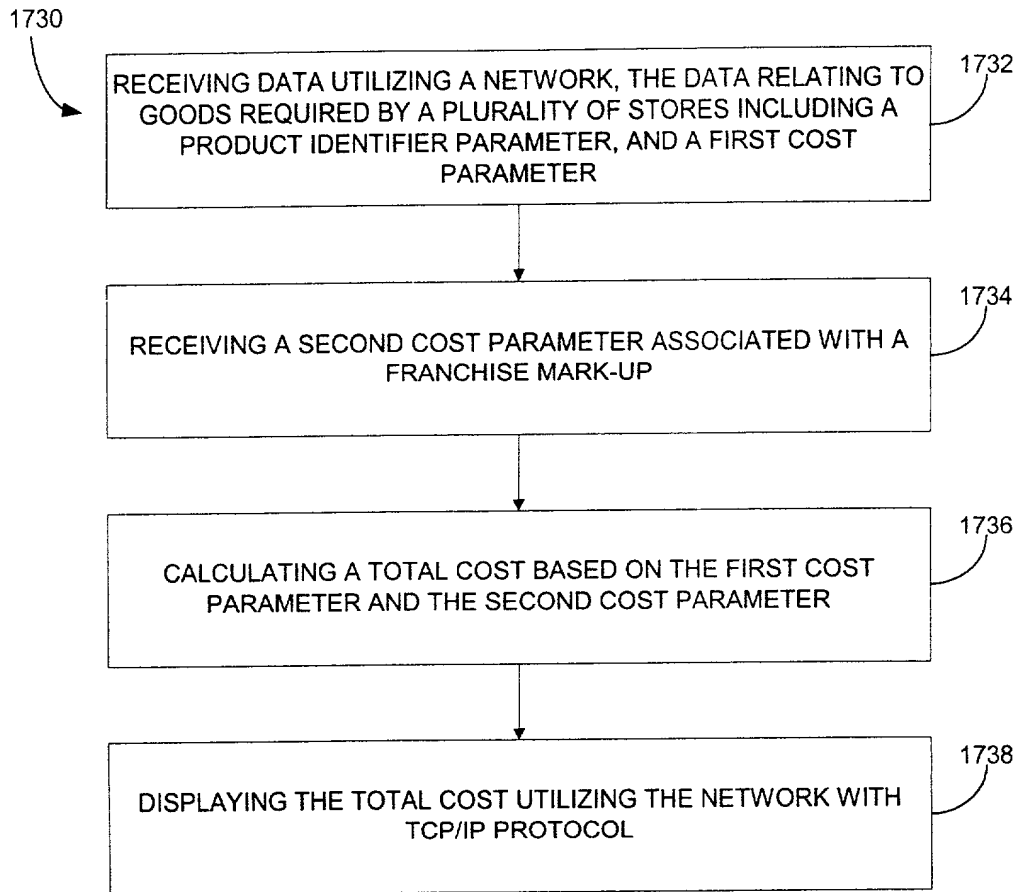 1730
1732
RECEIVING DATA UTILIZING A NETWORK, THE DATA RELATING TO
GOODS REQUIRED BY A PLURALITY OF STORES INCLUDING A
PRODUCT IDENTIFIER PARAMETER, AND A FIRST COST
PARAMETER
1734
RECEIVING A SECOND COST PARAMETER ASSOCIATED WITH A
FRANCHISE MARK-UP
1736
CALCULATING A TOTAL COST BASED ON THE FIRST COST
PARAMETER AND THE SECOND COST PARAMETER
1738
DISPLAYING THE TOTAL COST UTILIZING THE NETWORK WITH
TCP/IP PROTOCOL